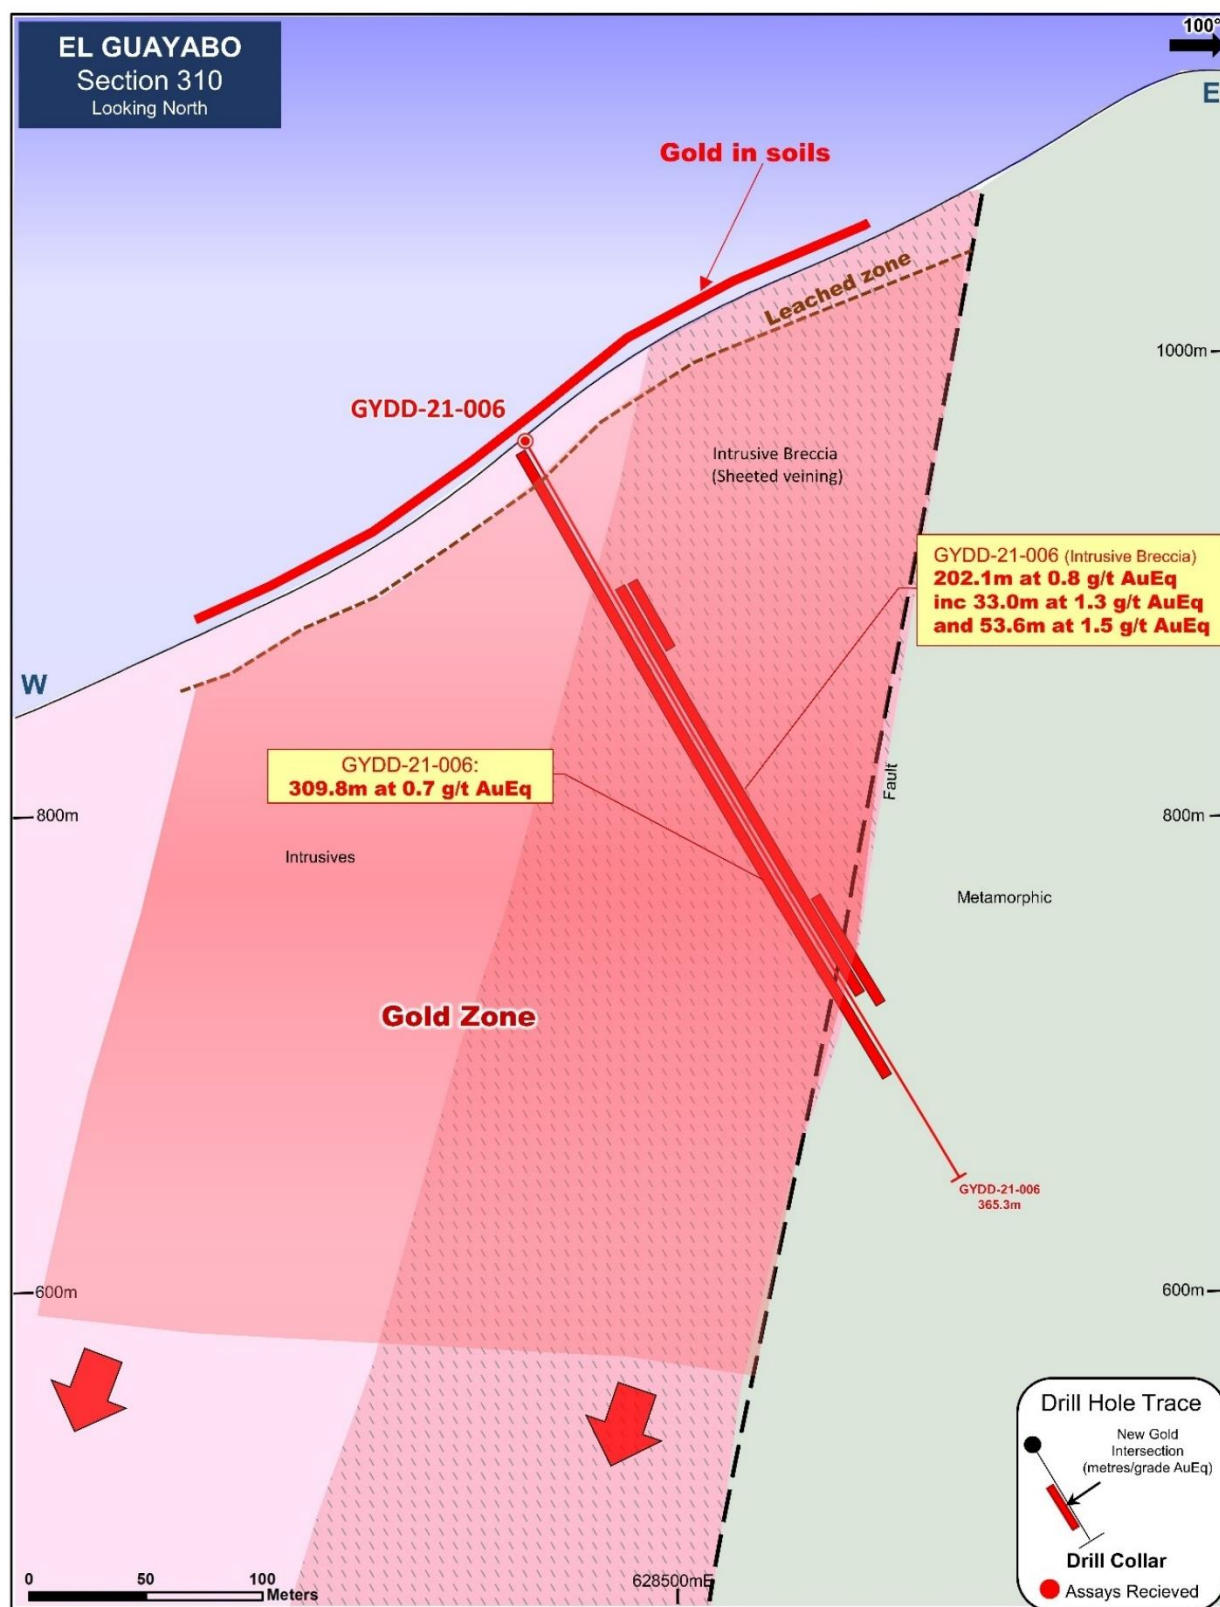 EL GUAYABO
Section 310
Looking North
100°
E
Gold in soils
Leached zone
1000m
GYDD-21-006
Intrusive Breccia
(Sheeted veining)
GYDD-21-006 (Intrusive Breccia)
202.1m at 0.8 g/t AuEq
inc 33.0m at 1.3 g/t AuEq
and 53.6m at 1.5 g/t AuEq
W
GYDD-21-006:
309.8m at 0.7 g/t AuEq
Fault
800m
800m
Intrusives
Metamorphic
Gold Zone
GYDD-21-006
365.3m
600m
600m
Drill Hole Trace
New Gold
Intersection
(metres/grade AuEq)
Drill Collar
Assays Recieved
0 50 100
Meters
628500mE